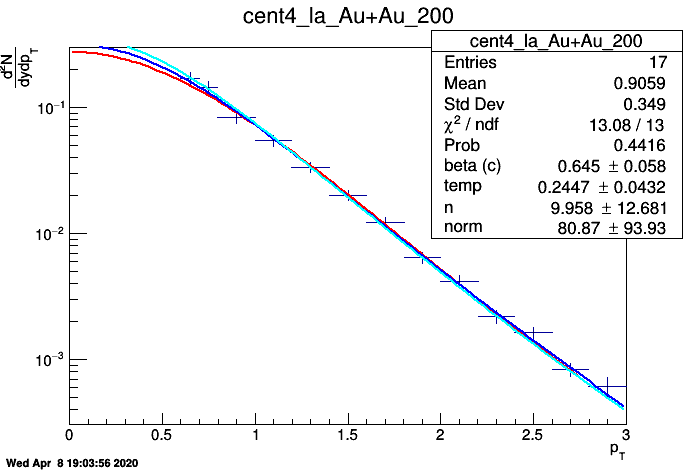 cent4_la_Au+Au_200
cent4_la_Au+Au_200
Entries 17
Mean 0.9059
Std Dev 0.349
χ² / ndf 13.08 / 13
Prob 0.4416
beta (c) 0.645 ± 0.058
temp 0.2447 ± 0.0432
n 9.958 ± 12.681
norm 80.87 ± 93.93
d²N
dydp_T
10⁻¹
10⁻²
10⁻³
0 0.5 1 1.5 2 2.5 3
p_T
Wed Apr 8 19:03:56 2020